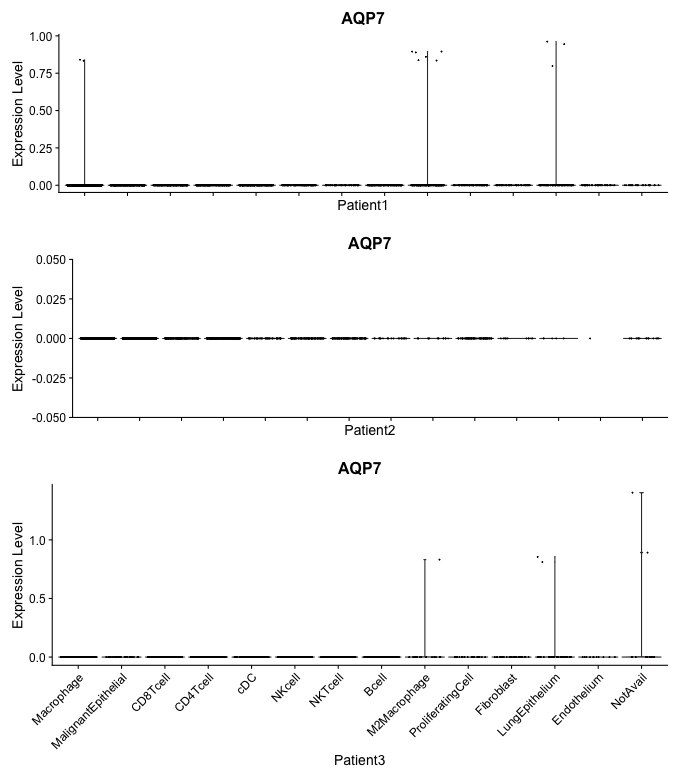 AQP7
Expression Level
1.00
0.75
0.50
0.25
0.00
Patient1
AQP7
Expression Level
0.050
0.025
0.000
-0.025
-0.050
Patient2
AQP7
Expression Level
1.0
0.5
0.0
Macrophage
MalignantEpithelial
CD8Tcell
CD4Tcell
cDC
NKcell
NKTcell
Bcell
M2Macrophage
ProliferatingCell
Fibroblast
LungEpithelium
Endothelium
NotAvail
Patient3